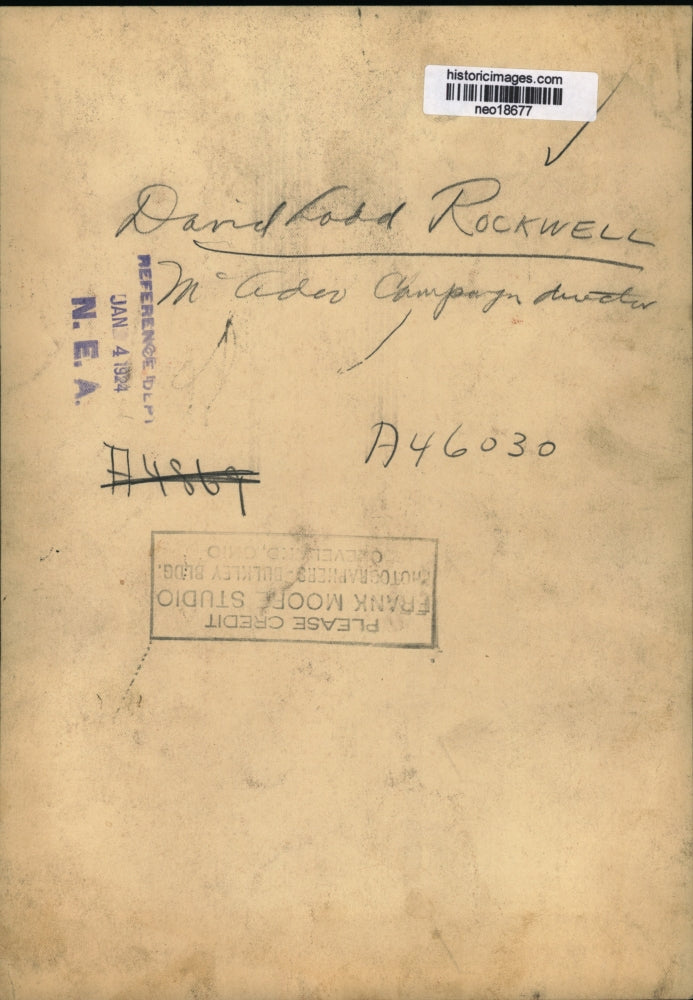 historicimages.com
neo18677
David Ladd ROCKWELL
McAdoo Campaign director
REFERENCE DEPT
JAN 4 1924
N. E. A.
A46030
A4869
PLEASE CREDIT
FRANK MOORE STUDIO
PHOTOGRAPHERS-BULKLEY BLDG.
CLEVELAND, OHIO